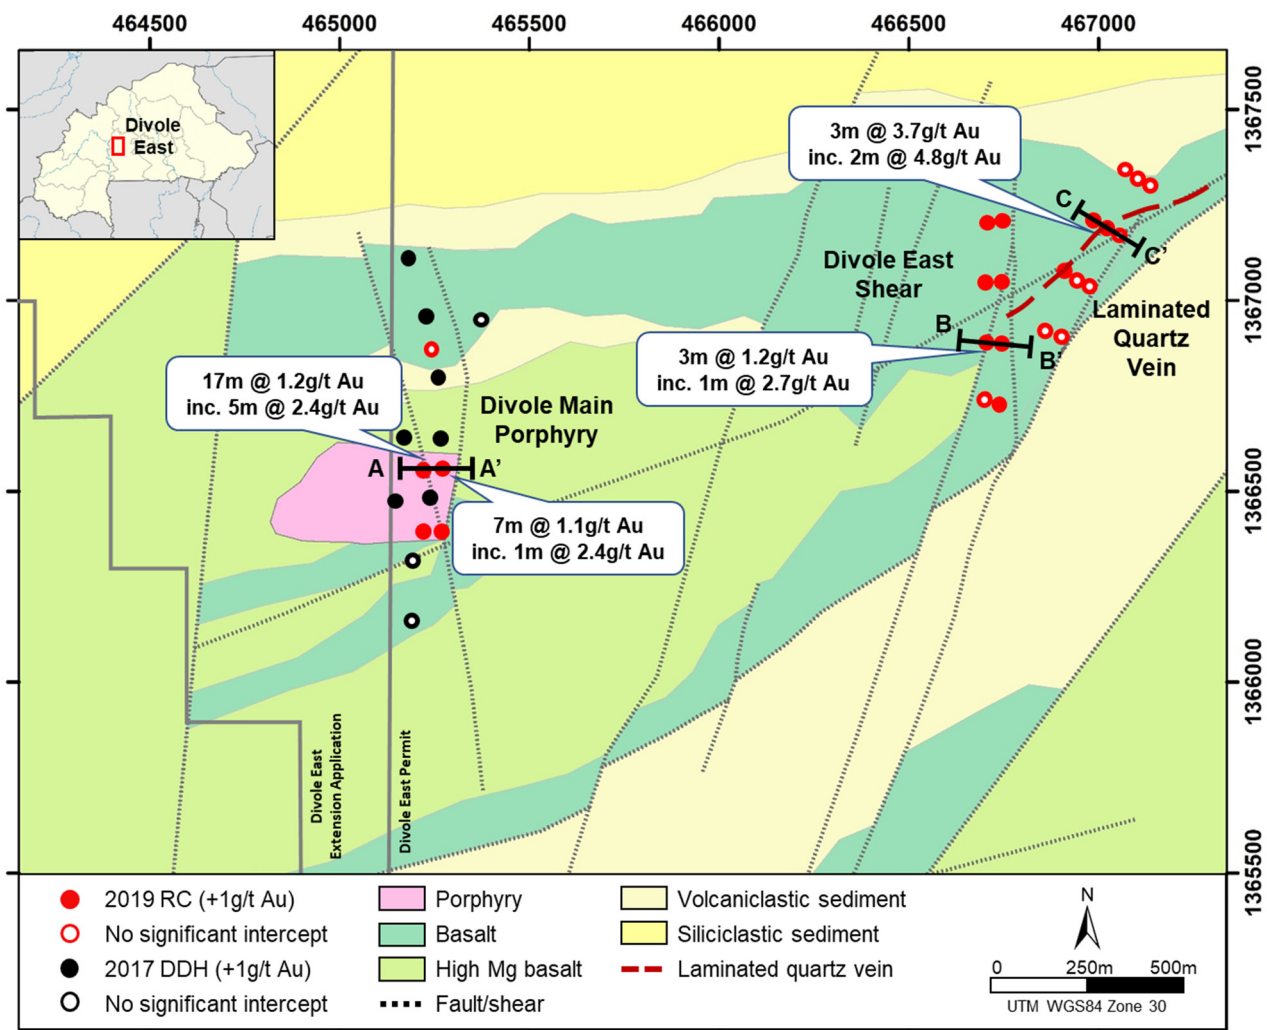 464500 465000 465500 466000 466500 467000
Divole
East
1367500
1367000
1366500
1366000
1365500
3m @ 3.7g/t Au
inc. 2m @ 4.8g/t Au
C
C'
Divole East
Shear
Laminated
Quartz
Vein
B
B'
3m @ 1.2g/t Au
inc. 1m @ 2.7g/t Au
17m @ 1.2g/t Au
inc. 5m @ 2.4g/t Au
Divole Main
Porphyry
A
A'
7m @ 1.1g/t Au
inc. 1m @ 2.4g/t Au
Divole East
Extension Application
Divole East Permit
2019 RC (+1g/t Au)
No significant intercept
2017 DDH (+1g/t Au)
No significant intercept
Porphyry
Basalt
High Mg basalt
Fault/shear
Volcaniclastic sediment
Siliciclastic sediment
Laminated quartz vein
N
0 250m 500m
UTM WGS84 Zone 30